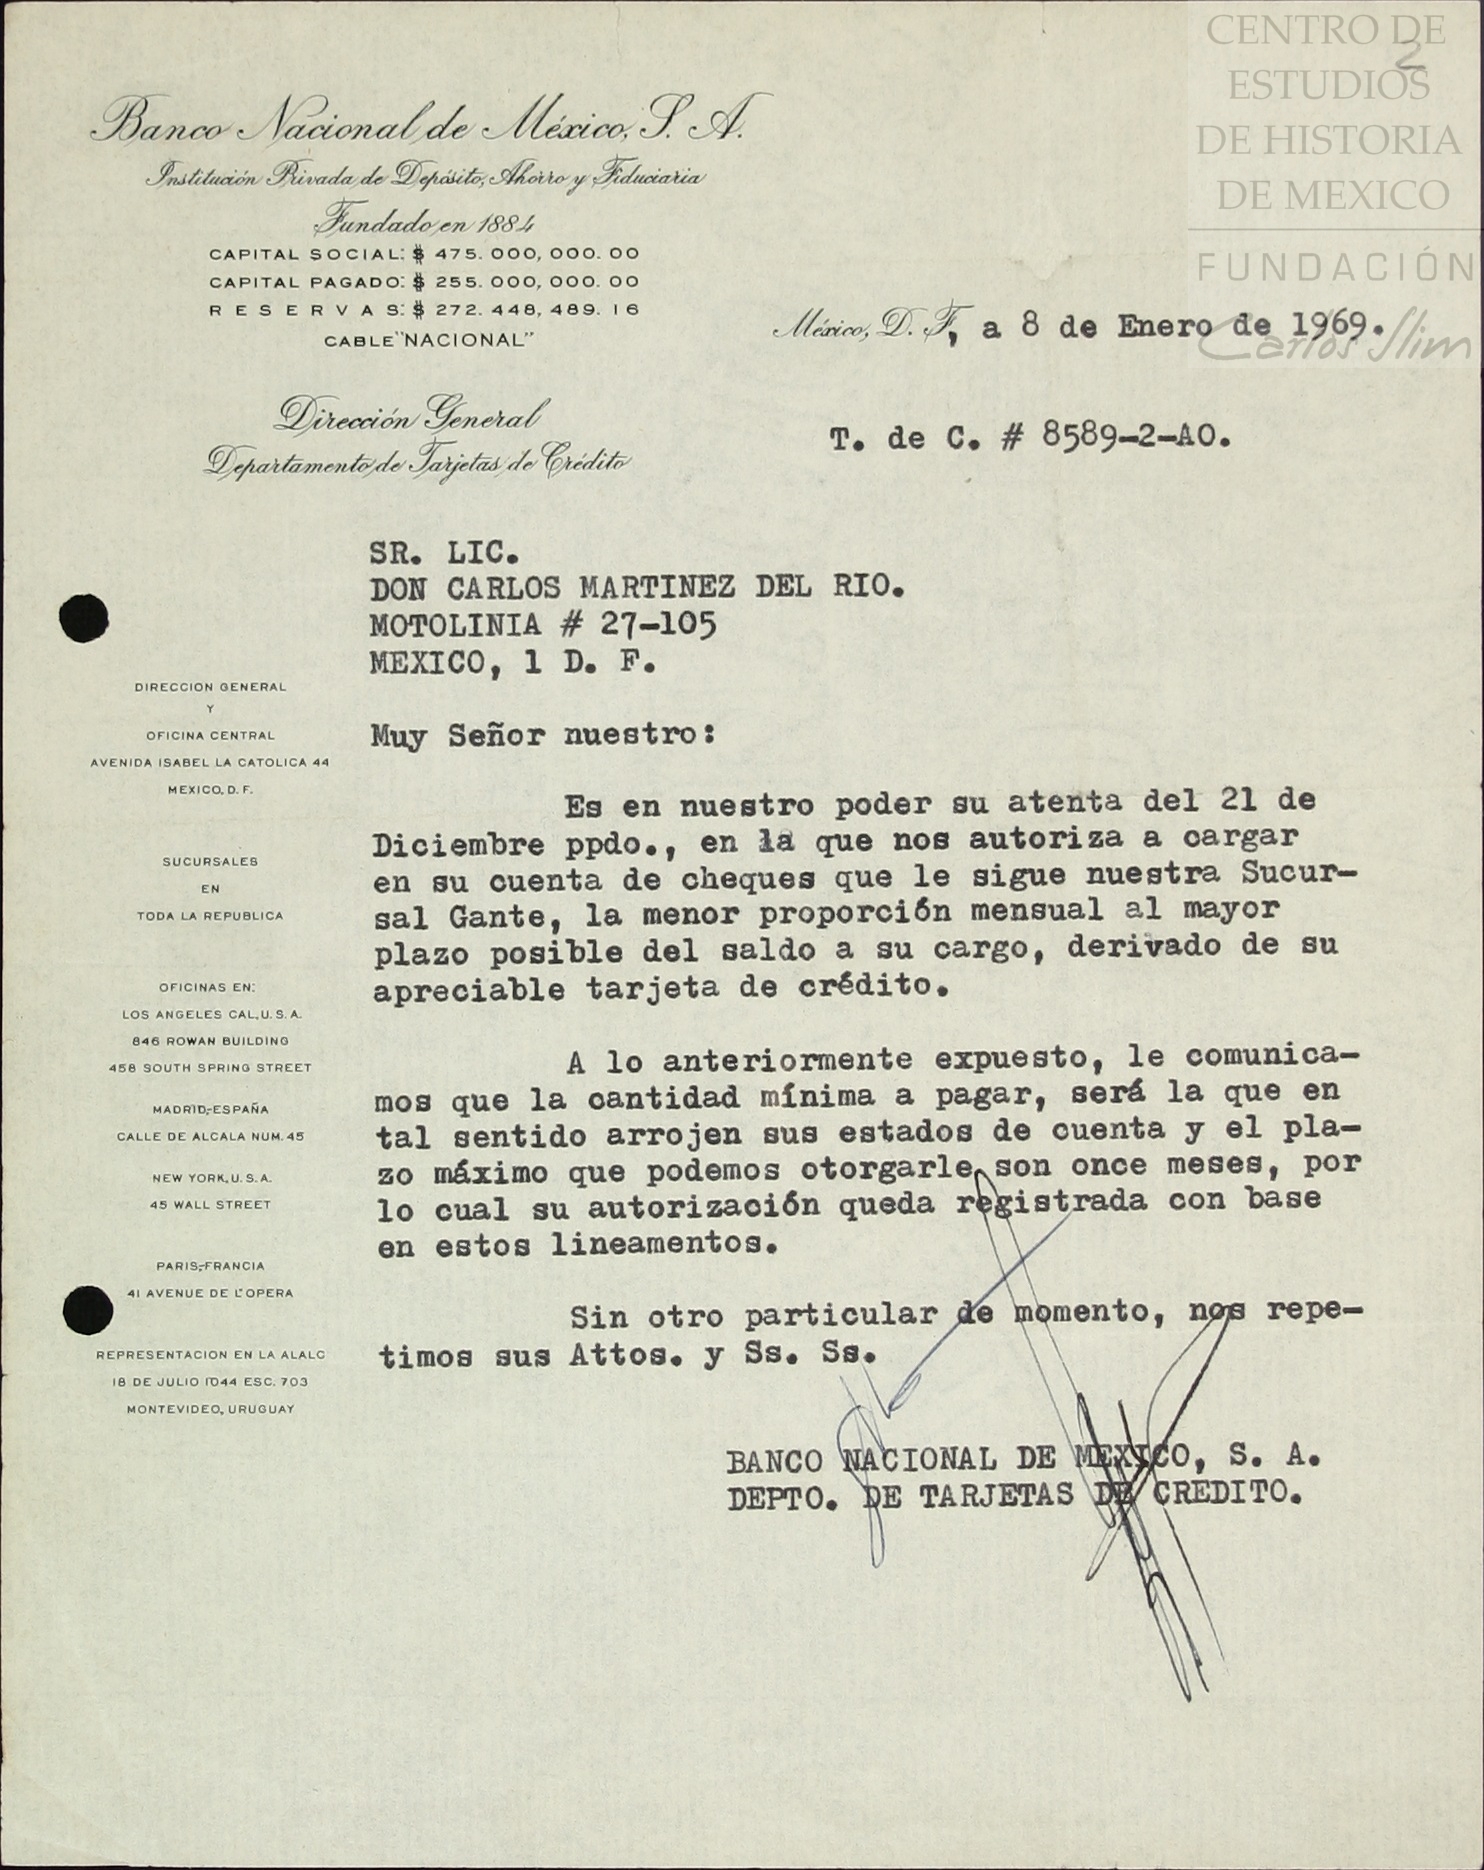 CENTRO DE
ESTUDIOS
DE HISTORIA
DE MEXICO
FUNDACIÓN
Carlos Slim
2
Banco Nacional de México, S. A.
Institución Privada de Depósito, Ahorro y Fiduciaria
Fundado en 1884
CAPITAL SOCIAL: $ 475.000,000.00
CAPITAL PAGADO: $ 255.000,000.00
RESERVAS: $ 272.448,489.16
CABLE "NACIONAL"
México, D. F., a 8 de Enero de 1969.
Dirección General
Departamento de Tarjetas de Crédito
T. de C. # 8589-2-AO.
SR. LIC.
DON CARLOS MARTINEZ DEL RIO.
MOTOLINIA # 27-105
MEXICO, 1 D. F.
DIRECCION GENERAL
Y
OFICINA CENTRAL
AVENIDA ISABEL LA CATOLICA 44
MEXICO, D. F.
SUCURSALES
EN
TODA LA REPUBLICA
OFICINAS EN:
LOS ANGELES CAL., U. S. A.
846 ROWAN BUILDING
458 SOUTH SPRING STREET
MADRID,-ESPAÑA
CALLE DE ALCALA NUM. 45
NEW YORK, U. S. A.
45 WALL STREET
PARIS,-FRANCIA
41 AVENUE DE L'OPERA
REPRESENTACION EN LA ALALC
18 DE JULIO 1044 ESC. 703
MONTEVIDEO, URUGUAY
Muy Señor nuestro:
Es en nuestro poder su atenta del 21 de
Diciembre ppdo., en la que nos autoriza a cargar
en su cuenta de cheques que le sigue nuestra Sucur-
sal Gante, la menor proporción mensual al mayor
plazo posible del saldo a su cargo, derivado de su
apreciable tarjeta de crédito.
A lo anteriormente expuesto, le comunica-
mos que la cantidad mínima a pagar, será la que en
tal sentido arrojen sus estados de cuenta y el pla-
zo máximo que podemos otorgarle, son once meses, por
lo cual su autorización queda registrada con base
en estos lineamentos.
Sin otro particular de momento, nos repe-
timos sus Attos. y Ss. Ss.
BANCO NACIONAL DE MEXICO, S. A.
DEPTO. DE TARJETAS DE CREDITO.